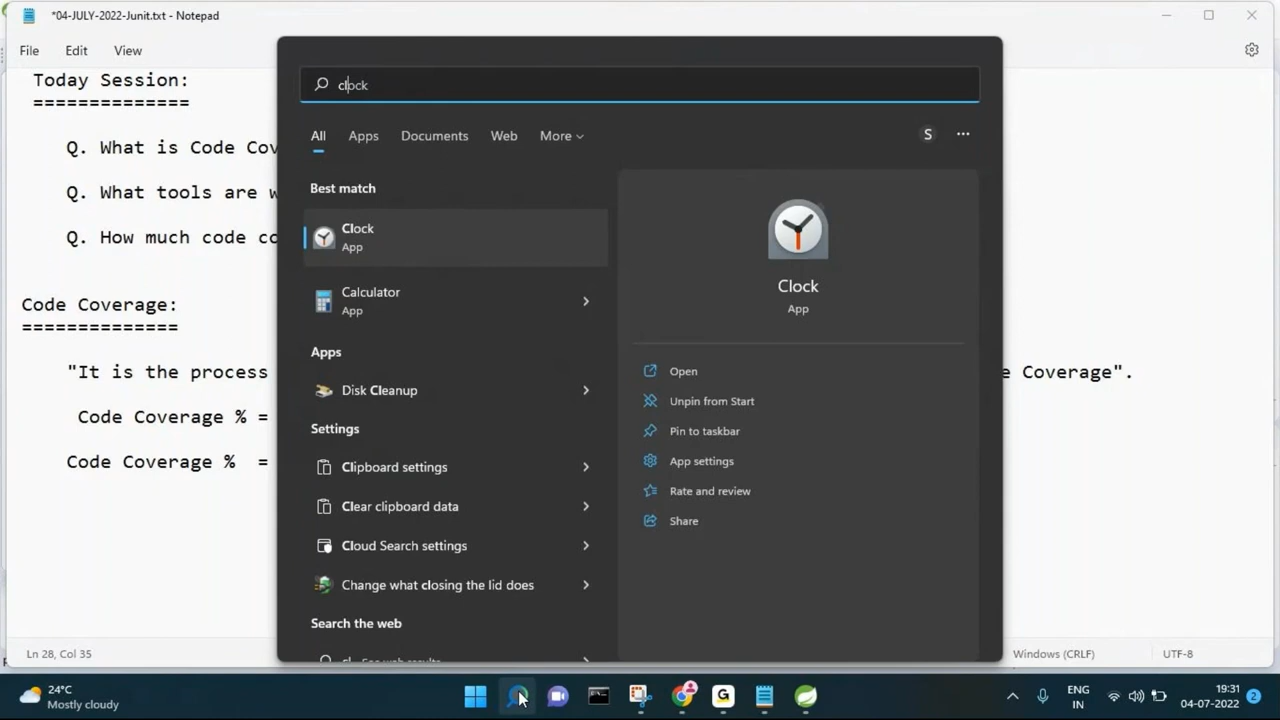 *04-JULY-2022-Junit.txt - Notepad
File Edit View
Today Session:
==============
Q. What is Code Cov
Q. What tools are w
Q. How much code co
Code Coverage:
==============
"It is the process
e Coverage".
Code Coverage % =
Code Coverage % =
clock
All Apps Documents Web More
S
Best match
Clock
App
Calculator
App
Apps
Disk Cleanup
Settings
Clipboard settings
Clear clipboard data
Cloud Search settings
Change what closing the lid does
Search the web
Clock
App
Open
Unpin from Start
Pin to taskbar
App settings
Rate and review
Share
Ln 28, Col 35
Windows (CRLF)
UTF-8
24°C
Mostly cloudy
G
ENG
IN
19:31
04-07-2022
2